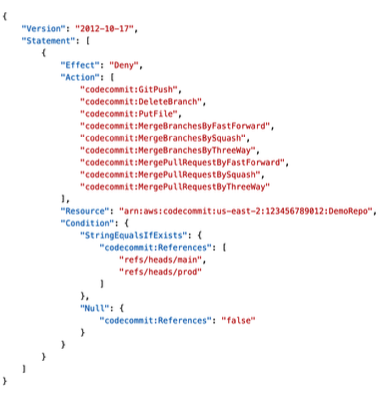 {
    "Version": "2012-10-17",
    "Statement": [
        {
            "Effect": "Deny",
            "Action": [
                "codecommit:GitPush",
                "codecommit:DeleteBranch",
                "codecommit:PutFile",
                "codecommit:MergeBranchesByFastForward",
                "codecommit:MergeBranchesBySquash",
                "codecommit:MergeBranchesByThreeWay",
                "codecommit:MergePullRequestByFastForward",
                "codecommit:MergePullRequestBySquash",
                "codecommit:MergePullRequestByThreeWay"
            ],
            "Resource": "arn:aws:codecommit:us-east-2:123456789012:DemoRepo",
            "Condition": {
                "StringEqualsIfExists": {
                    "codecommit:References": [
                        "refs/heads/main",
                        "refs/heads/prod"
                    ]
                },
                "Null": {
                    "codecommit:References": "false"
                }
            }
        }
    ]
}